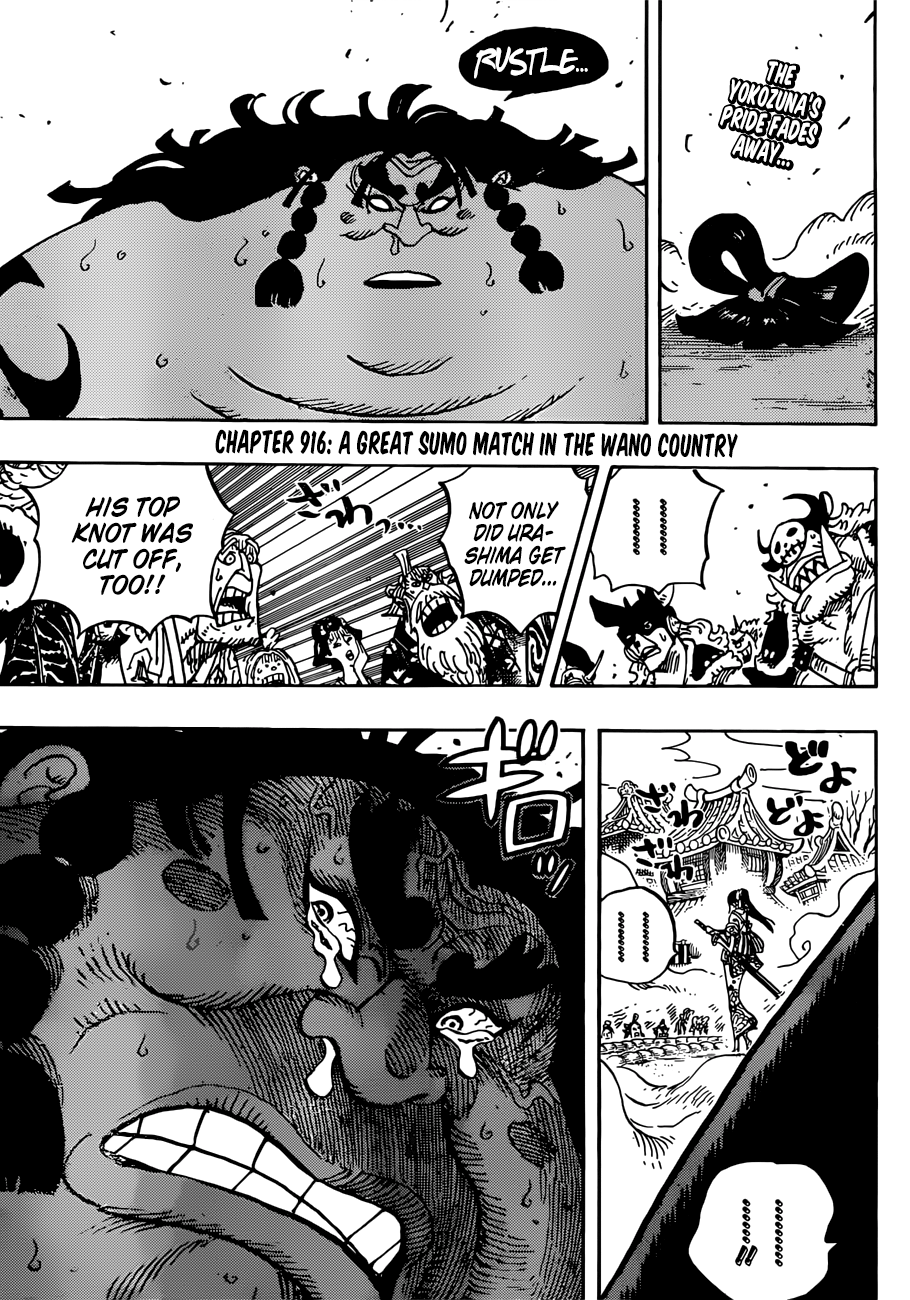 THE
YOKOZUNA'S
PRIDE FADES
AWAY...
RUSTLE...
CHAPTER 916: A GREAT SUMO MATCH IN THE WANO COUNTRY
NOT ONLY
DID URA-
SHIMA GET
DUMPED...
ざわっ…
HIS TOP
KNOT WAS
CUT OFF,
TOO!!
どよ
どよ
ざわ
ざわ
!!
ギロッ